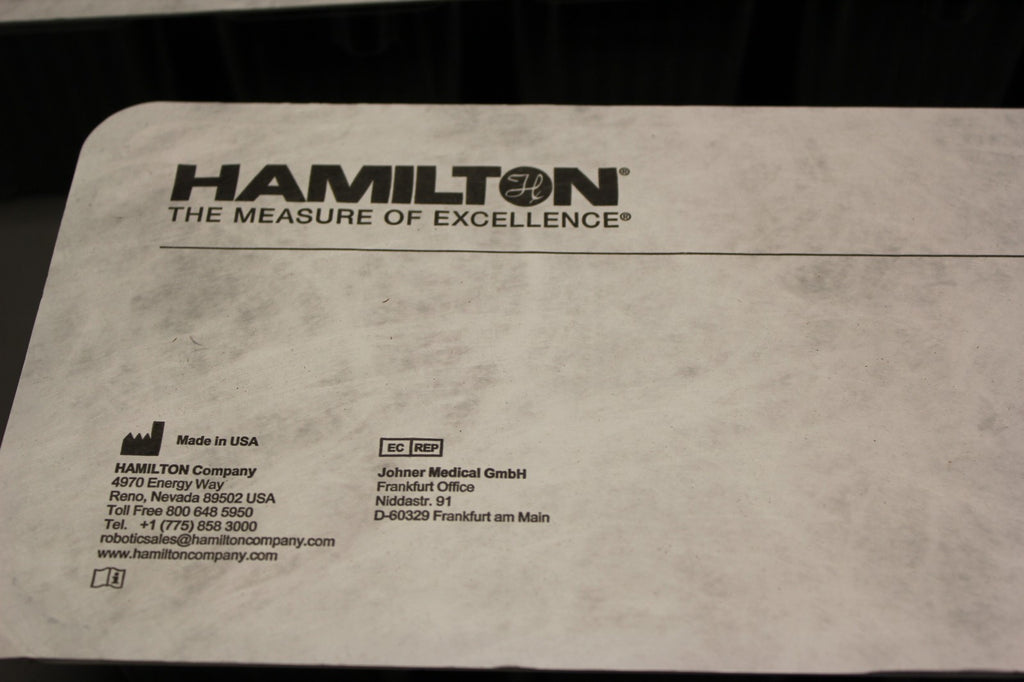 HAMILTON®
THE MEASURE OF EXCELLENCE®
Made in USA
HAMILTON Company
4970 Energy Way
Reno, Nevada 89502 USA
Toll Free 800 648 5950
Tel. +1 (775) 858 3000
roboticsales@hamiltoncompany.com
www.hamiltoncompany.com
EC REP
Johner Medical GmbH
Frankfurt Office
Niddastr. 91
D-60329 Frankfurt am Main